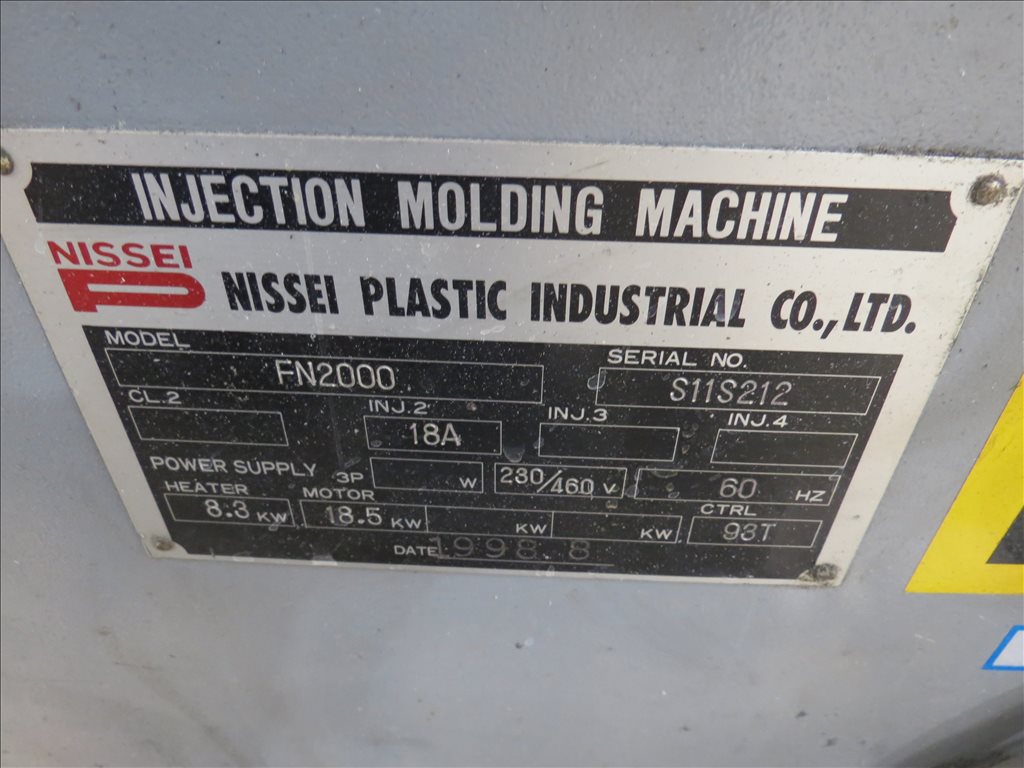 INJECTION MOLDING MACHINE
NISSEI
NISSEI PLASTIC INDUSTRIAL CO., LTD.
MODEL FN2000 SERIAL NO. S11S212
CL.2 INJ.2 18A INJ.3 INJ.4
POWER SUPPLY 3P W 230/460 V 60 HZ
HEATER 8.3 KW MOTOR 18.5 KW KW KW CTRL 93T
DATE 1998 8